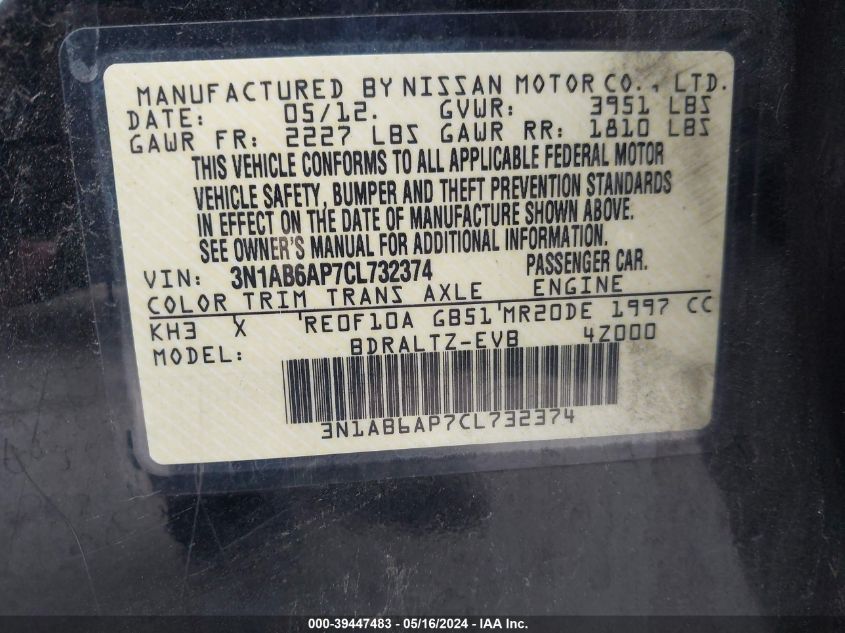 MANUFACTURED BY NISSAN MOTOR CO., LTD.
DATE: 05/12. GVWR: 3951 LBS
GAWR FR: 2227 LBS GAWR RR: 1810 LBS
THIS VEHICLE CONFORMS TO ALL APPLICABLE FEDERAL MOTOR
VEHICLE SAFETY, BUMPER AND THEFT PREVENTION STANDARDS
IN EFFECT ON THE DATE OF MANUFACTURE SHOWN ABOVE.
SEE OWNER'S MANUAL FOR ADDITIONAL INFORMATION.
VIN: 3N1AB6AP7CL732374 PASSENGER CAR.
COLOR TRIM TRANS AXLE ENGINE
KH3 X RE0F10A GB51 MR20DE 1997 CC
MODEL: BDRALTZ-EVB 4Z000
3N1AB6AP7CL732374
000-39447483 - 05/16/2024 - IAA Inc.